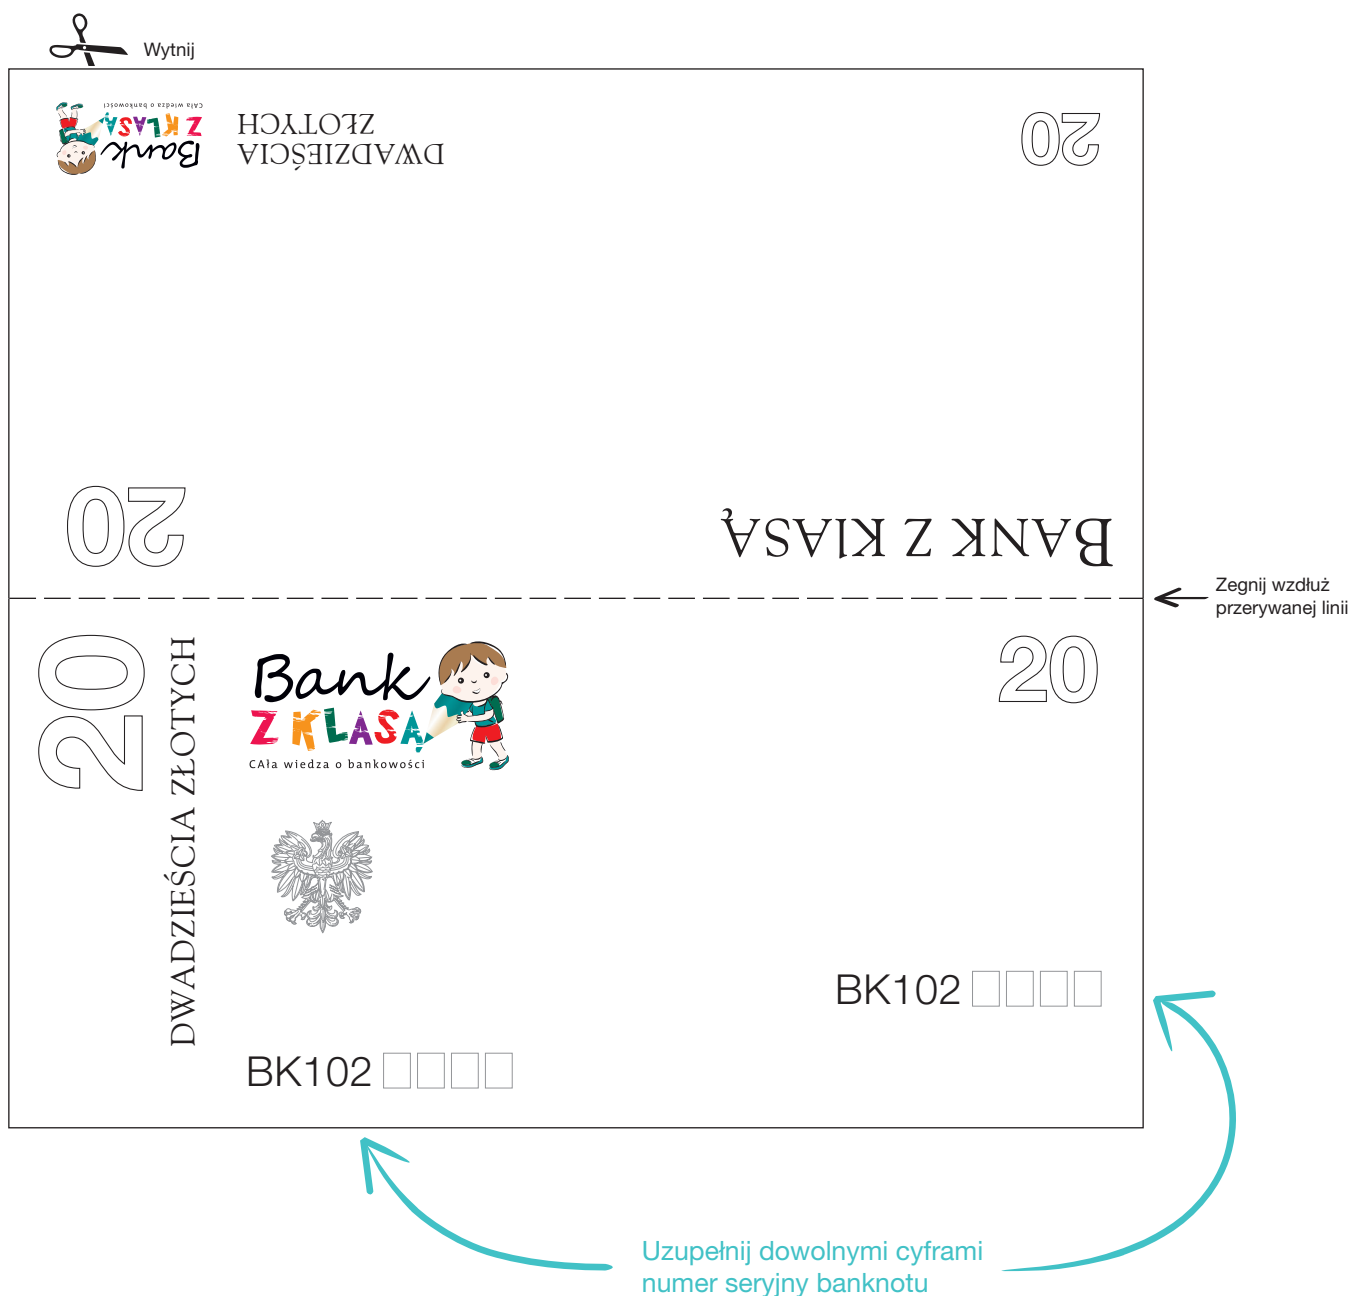 Wytnij
Bank
Z KLASĄ
CAła wiedza o bankowości
DWADZIEŚCIA
ZŁOTYCH
20
20
BANK Z KlASĄ
Zegnij wzdłuż
przerywanej linii
20
DWADZIEŚCIA ZŁOTYCH
Bank
Z KLASĄ
CAła wiedza o bankowości
20
BK102
BK102
Uzupełnij dowolnymi cyframi
numer seryjny banknotu